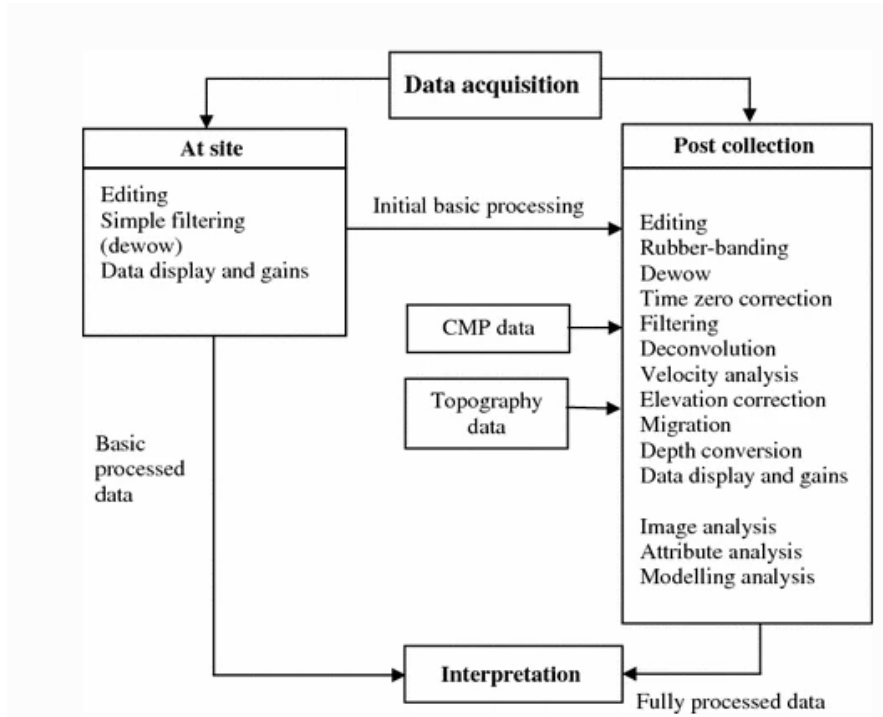 Data acquisition
At site
Editing
Simple filtering
(dewow)
Data display and gains
Initial basic processing
CMP data
Topography
data
Post collection
Editing
Rubber-banding
Dewow
Time zero correction
Filtering
Deconvolution
Velocity analysis
Elevation correction
Migration
Depth conversion
Data display and gains
Image analysis
Attribute analysis
Modelling analysis
Basic
processed
data
Interpretation
Fully processed data